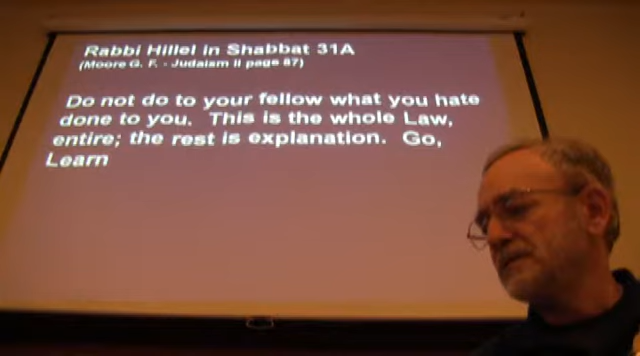 Rabbi Hillel in Shabbat 31A
(Moore G. F. - Judaism II page 87)
Do not do to your fellow what you hate
done to you. This is the whole Law,
entire; the rest is explanation. Go,
Learn